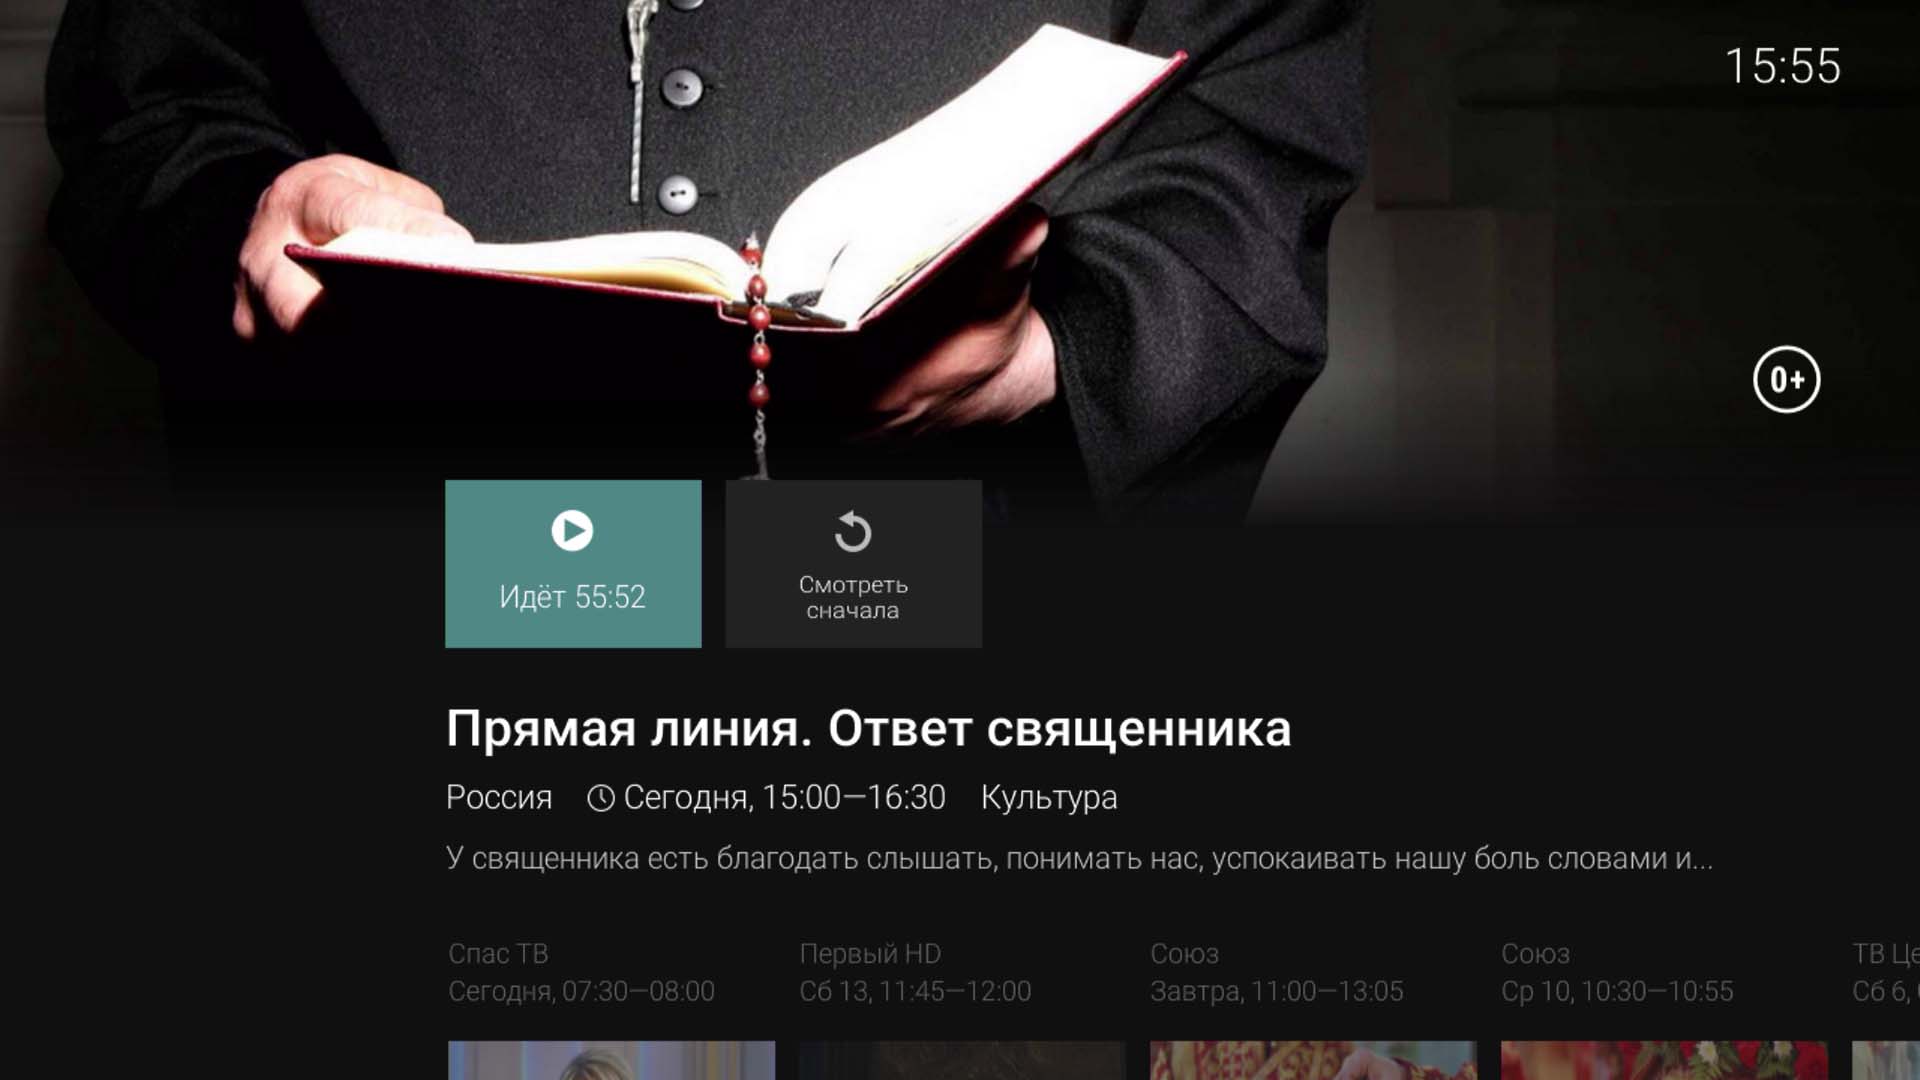 15:55
0+
Идёт 55:52
Смотреть
сначала
Прямая линия. Ответ священника
Россия Сегодня, 15:00—16:30 Культура
У священника есть благодать слышать, понимать нас, успокаивать нашу боль словами и...
Спас ТВ
Сегодня, 07:30—08:00
Первый HD
Сб 13, 11:45—12:00
Союз
Завтра, 11:00—13:05
Союз
Ср 10, 10:30—10:55
ТВ
Сб 6,